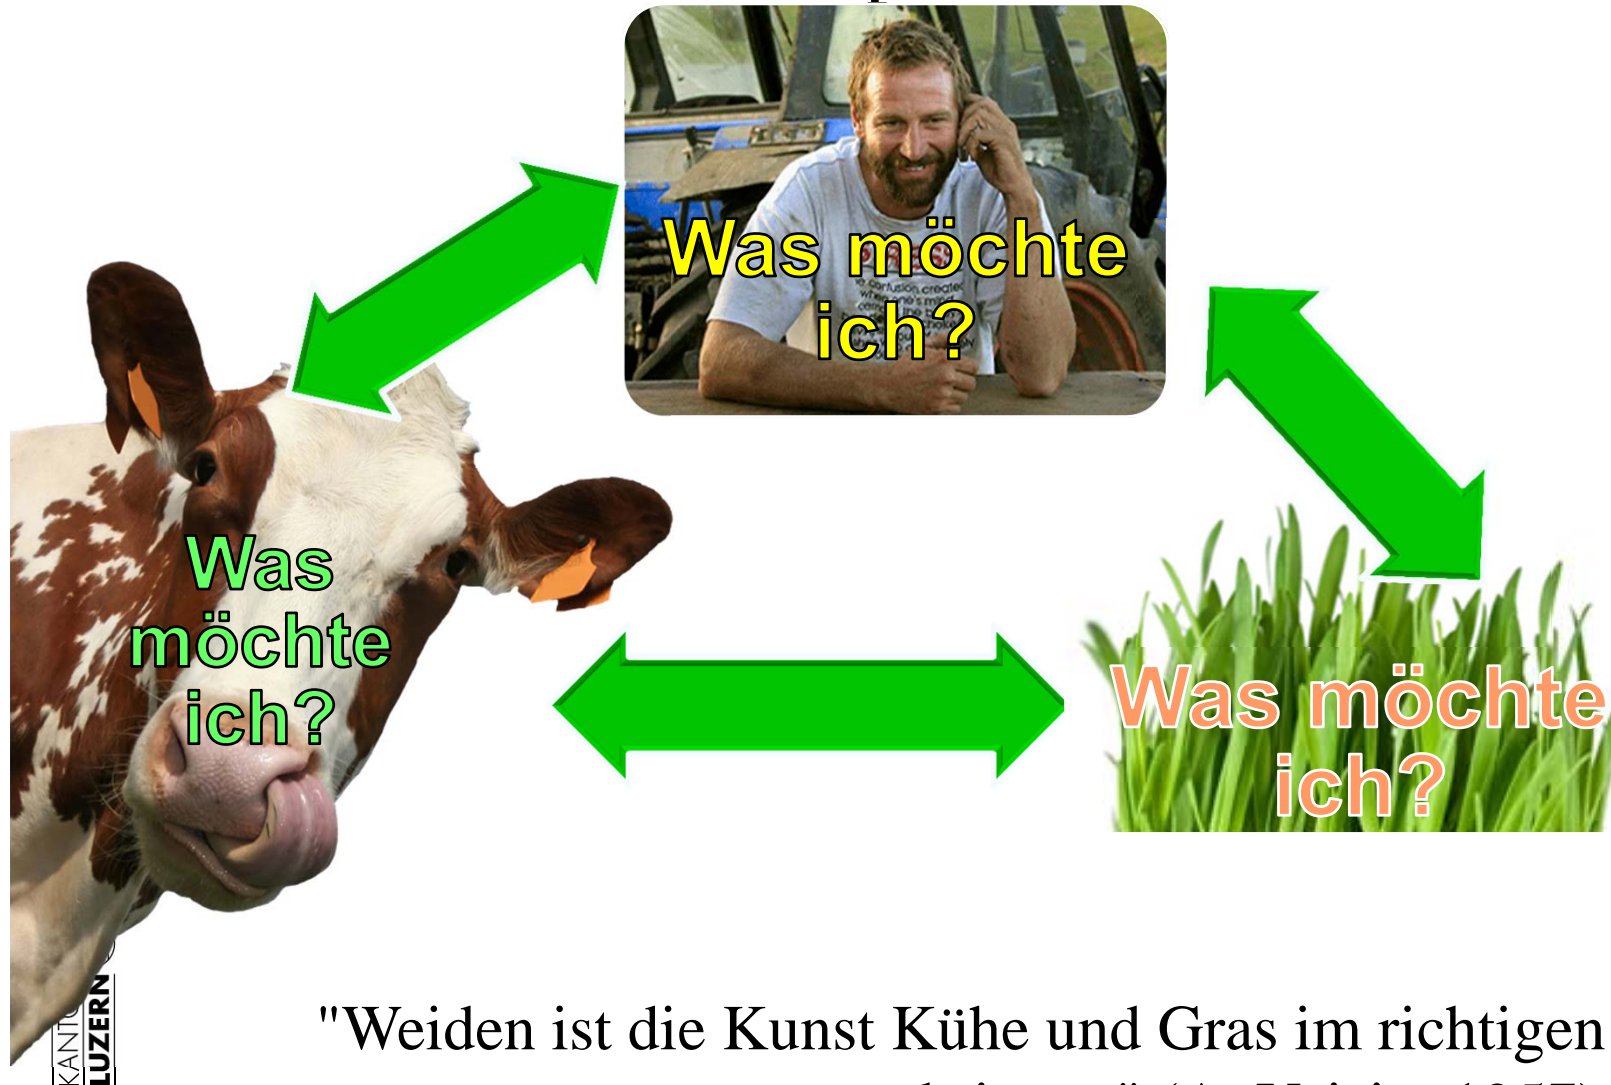 Was möchte
ich?
Was
möchte
ich?
Was möchte
ich?
KANTO
LUZERN
"Weiden ist die Kunst Kühe und Gras im richtigen